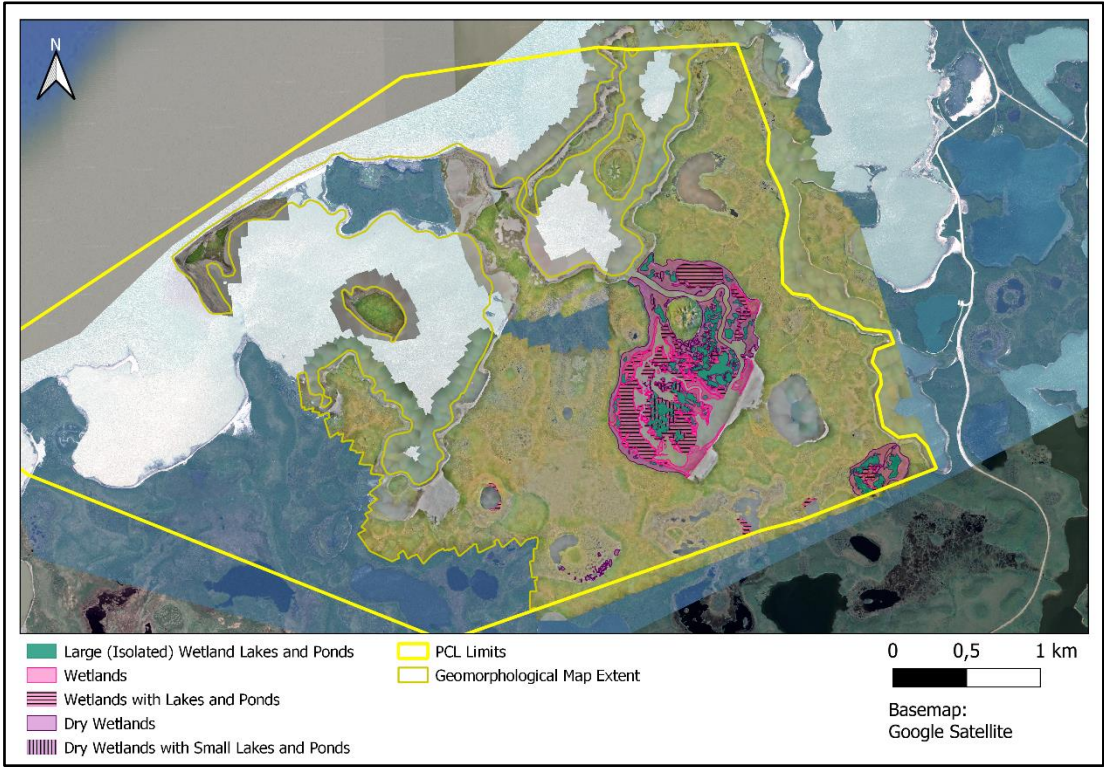 N
Large (Isolated) Wetland Lakes and Ponds
Wetlands
Wetlands with Lakes and Ponds
Dry Wetlands
Dry Wetlands with Small Lakes and Ponds
PCL Limits
Geomorphological Map Extent
0 0,5 1 km
Basemap:
Google Satellite